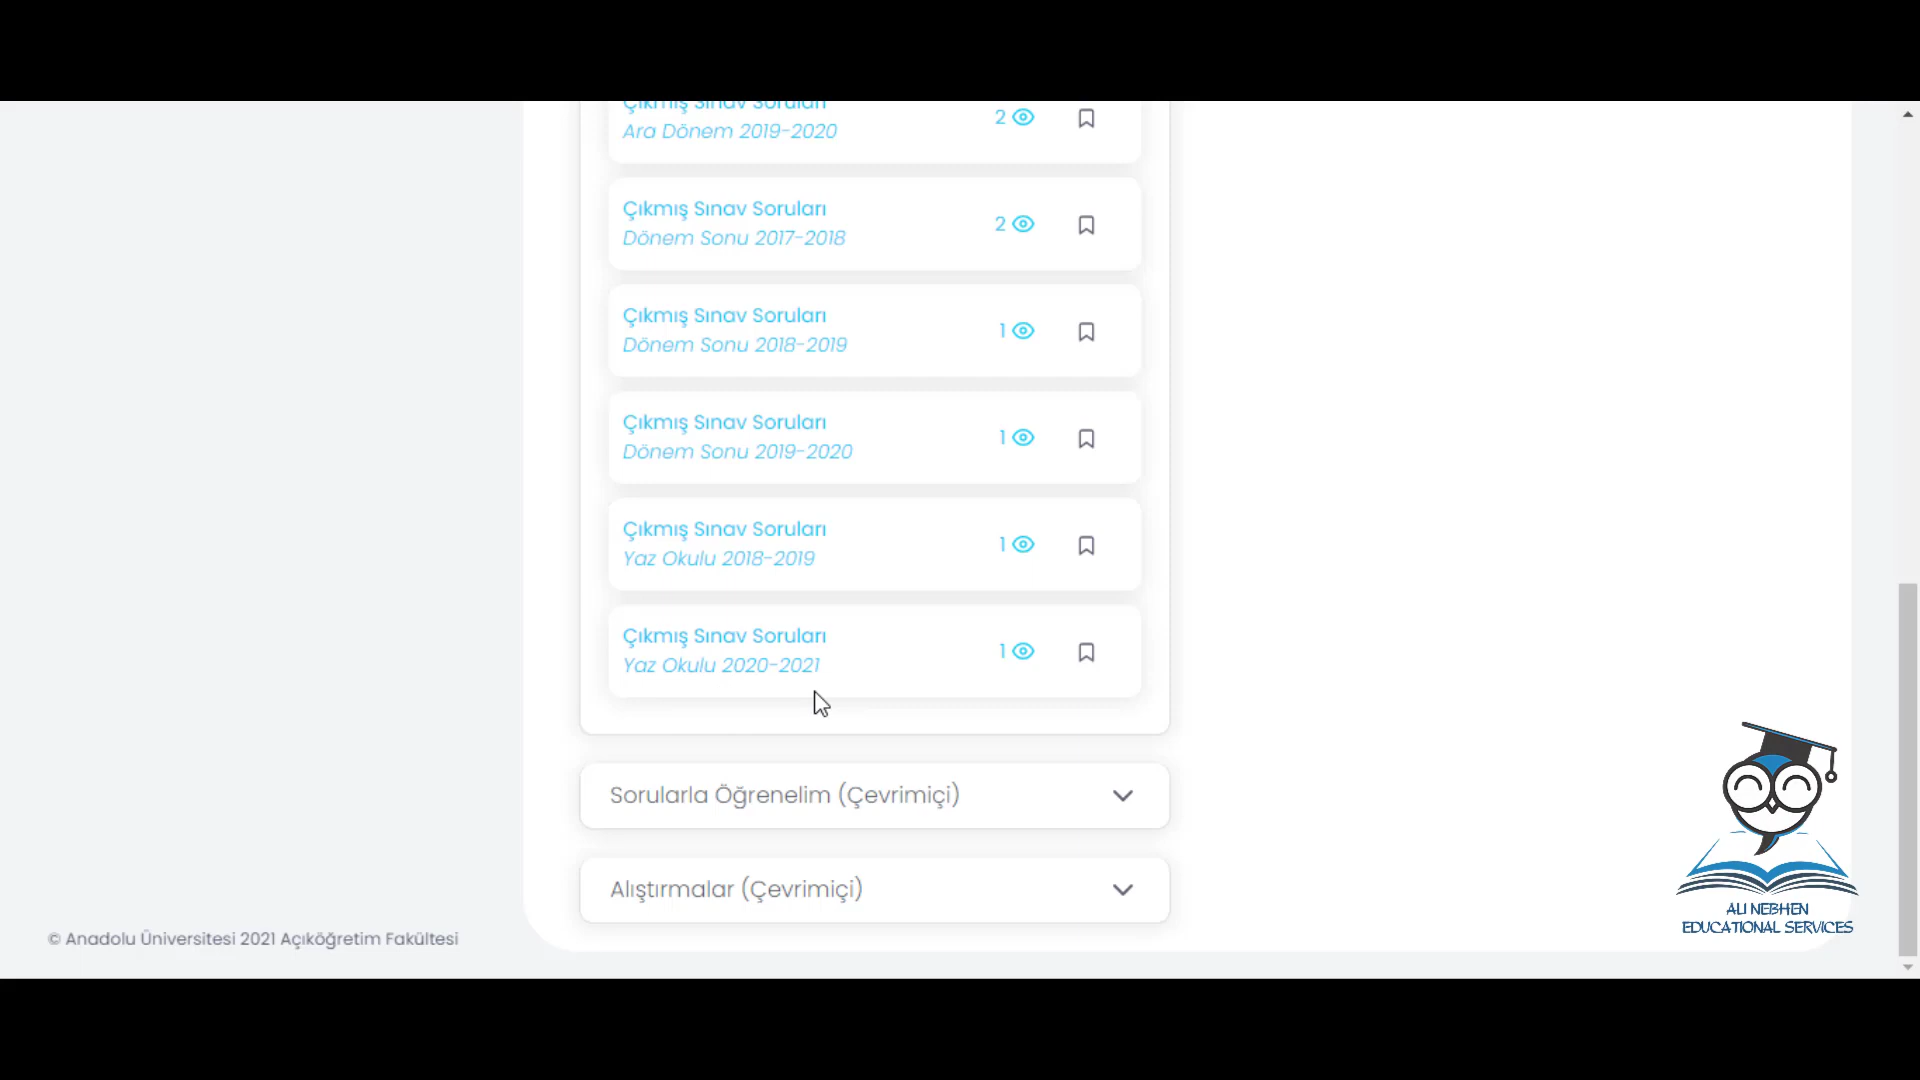 Çıkmış Sınav Soruları
Ara Dönem 2019-2020
2
Çıkmış Sınav Soruları
Dönem Sonu 2017-2018
2
Çıkmış Sınav Soruları
Dönem Sonu 2018-2019
1
Çıkmış Sınav Soruları
Dönem Sonu 2019-2020
1
Çıkmış Sınav Soruları
Yaz Okulu 2018-2019
1
Çıkmış Sınav Soruları
Yaz Okulu 2020-2021
1
Sorularla Öğrenelim (Çevrimiçi)
Alıştırmalar (Çevrimiçi)
© Anadolu Üniversitesi 2021 Açıköğretim Fakültesi
ALI NEBHEN
EDUCATIONAL SERVICES